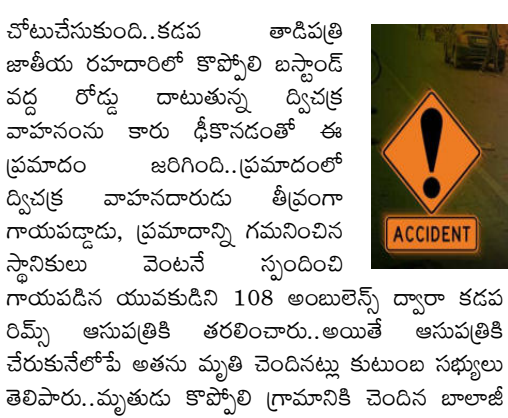 చోటుచేసుకుంది..కడప తాడిపత్రి
జాతీయ రహదారిలో కొప్పోలి బస్టాండ్
వద్ద రోడ్డు దాటుతున్న ద్విచక్ర
వాహనంను కారు ఢీకొనడంతో ఈ
ప్రమాదం జరిగింది..ప్రమాదంలో
ద్విచక్ర వాహనదారుడు తీవ్రంగా
గాయపడ్డాడు, ప్రమాదాన్ని గమనించిన
స్థానికులు వెంటనే స్పందించి
గాయపడిన యువకుడిని 108 అంబులెన్స్ ద్వారా కడప
రిమ్స్ ఆసుపత్రికి తరలించారు..అయితే ఆసుపత్రికి
చేరుకునేలోపే అతను మృతి చెందినట్లు కుటుంబ సభ్యులు
తెలిపారు..మృతుడు కొప్పోలి గ్రామానికి చెందిన బాలాజీ
ACCIDENT